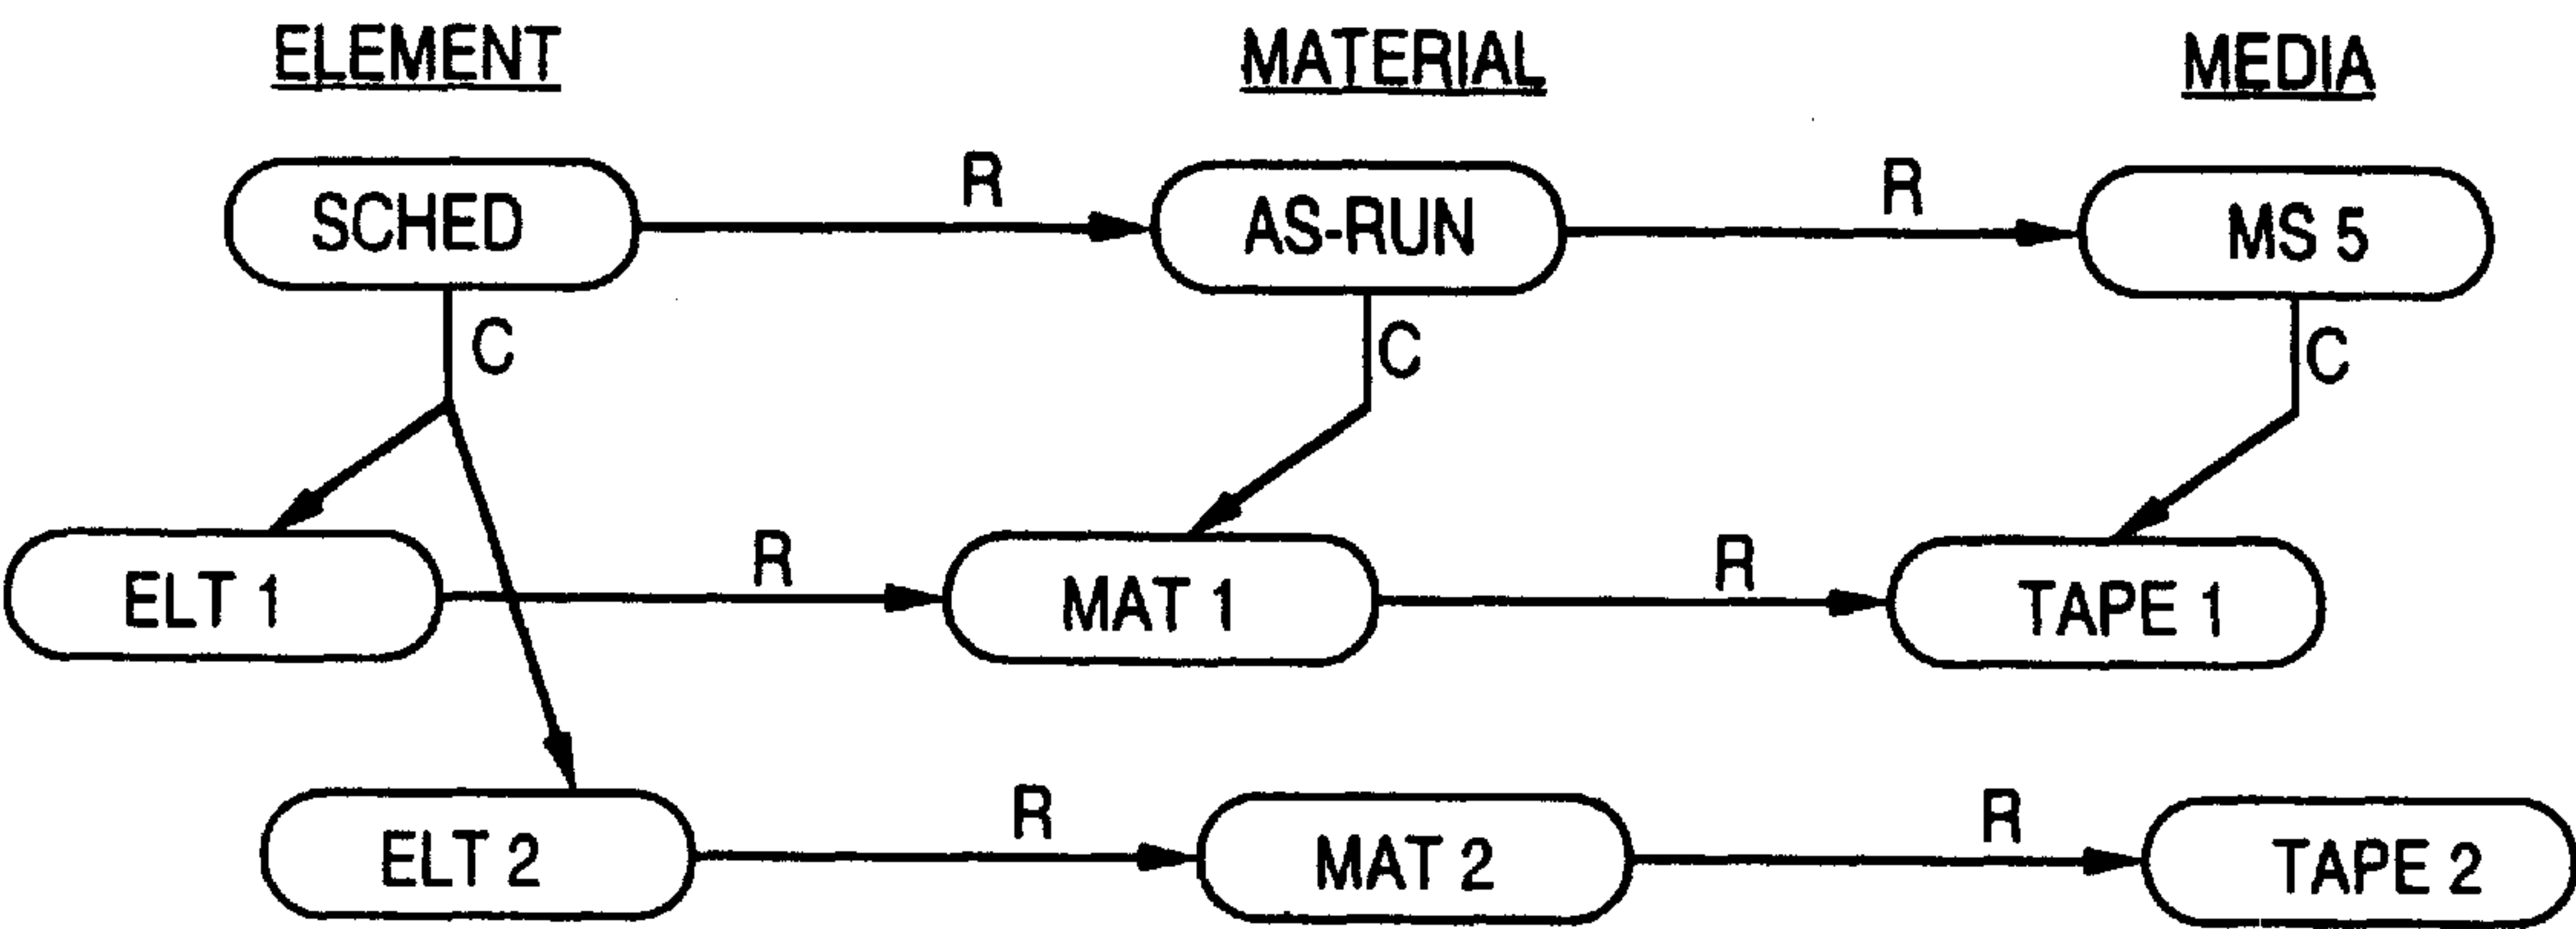 ELEMENT MATERIAL MEDIA
SCHED R AS-RUN R MS 5
C C C
ELT 1 R MAT 1 R TAPE 1
ELT 2 R MAT 2 R TAPE 2